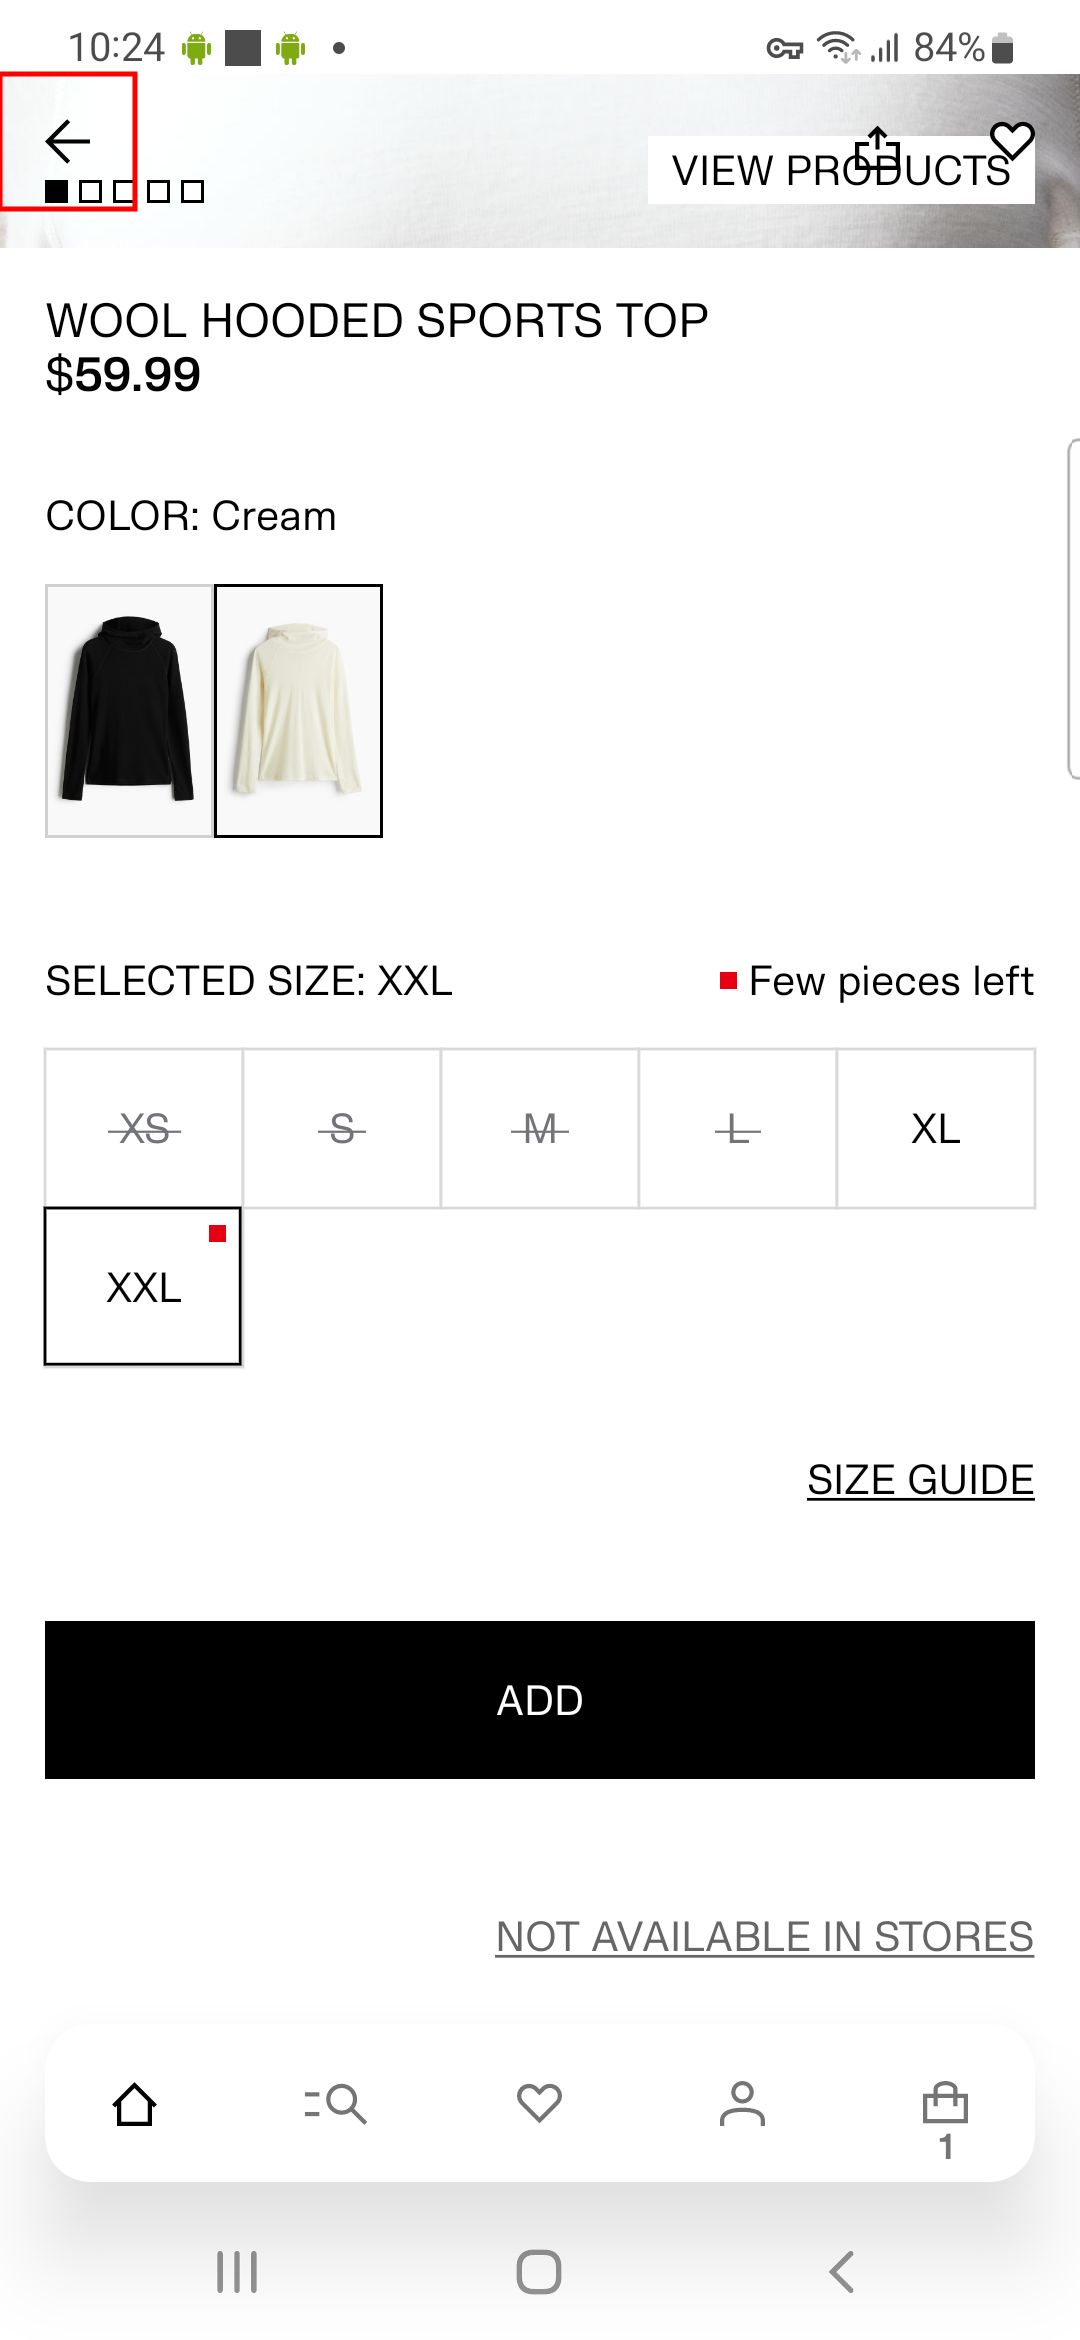 10:24
84%
VIEW PRODUCTS
WOOL HOODED SPORTS TOP
$59.99
COLOR: Cream
SELECTED SIZE: XXL
Few pieces left
XS
S
M
L
XL
XXL
SIZE GUIDE
ADD
NOT AVAILABLE IN STORES
1